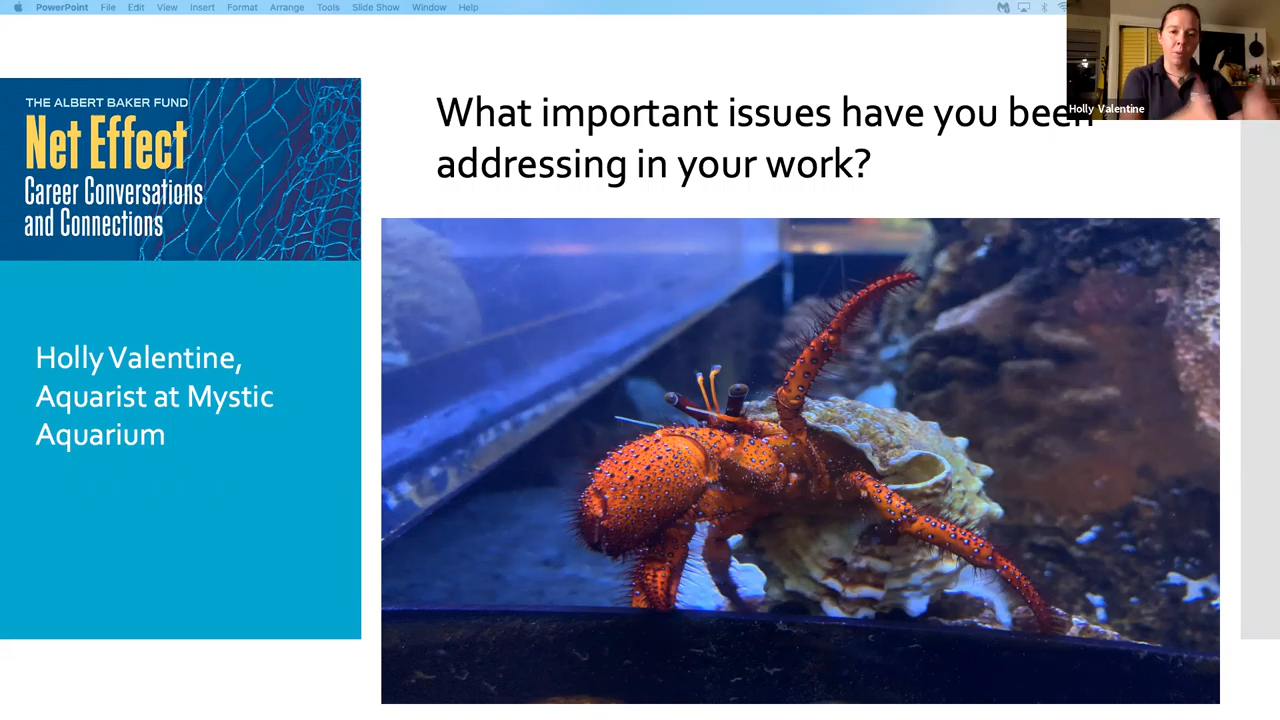 PowerPoint File Edit View Insert Format Arrange Tools Slide Show Window Help
THE ALBERT BAKER FUND
Net Effect
Career Conversations
and Connections
What important issues have you been
addressing in your work?
Holly Valentine
Holly Valentine,
Aquarist at Mystic
Aquarium